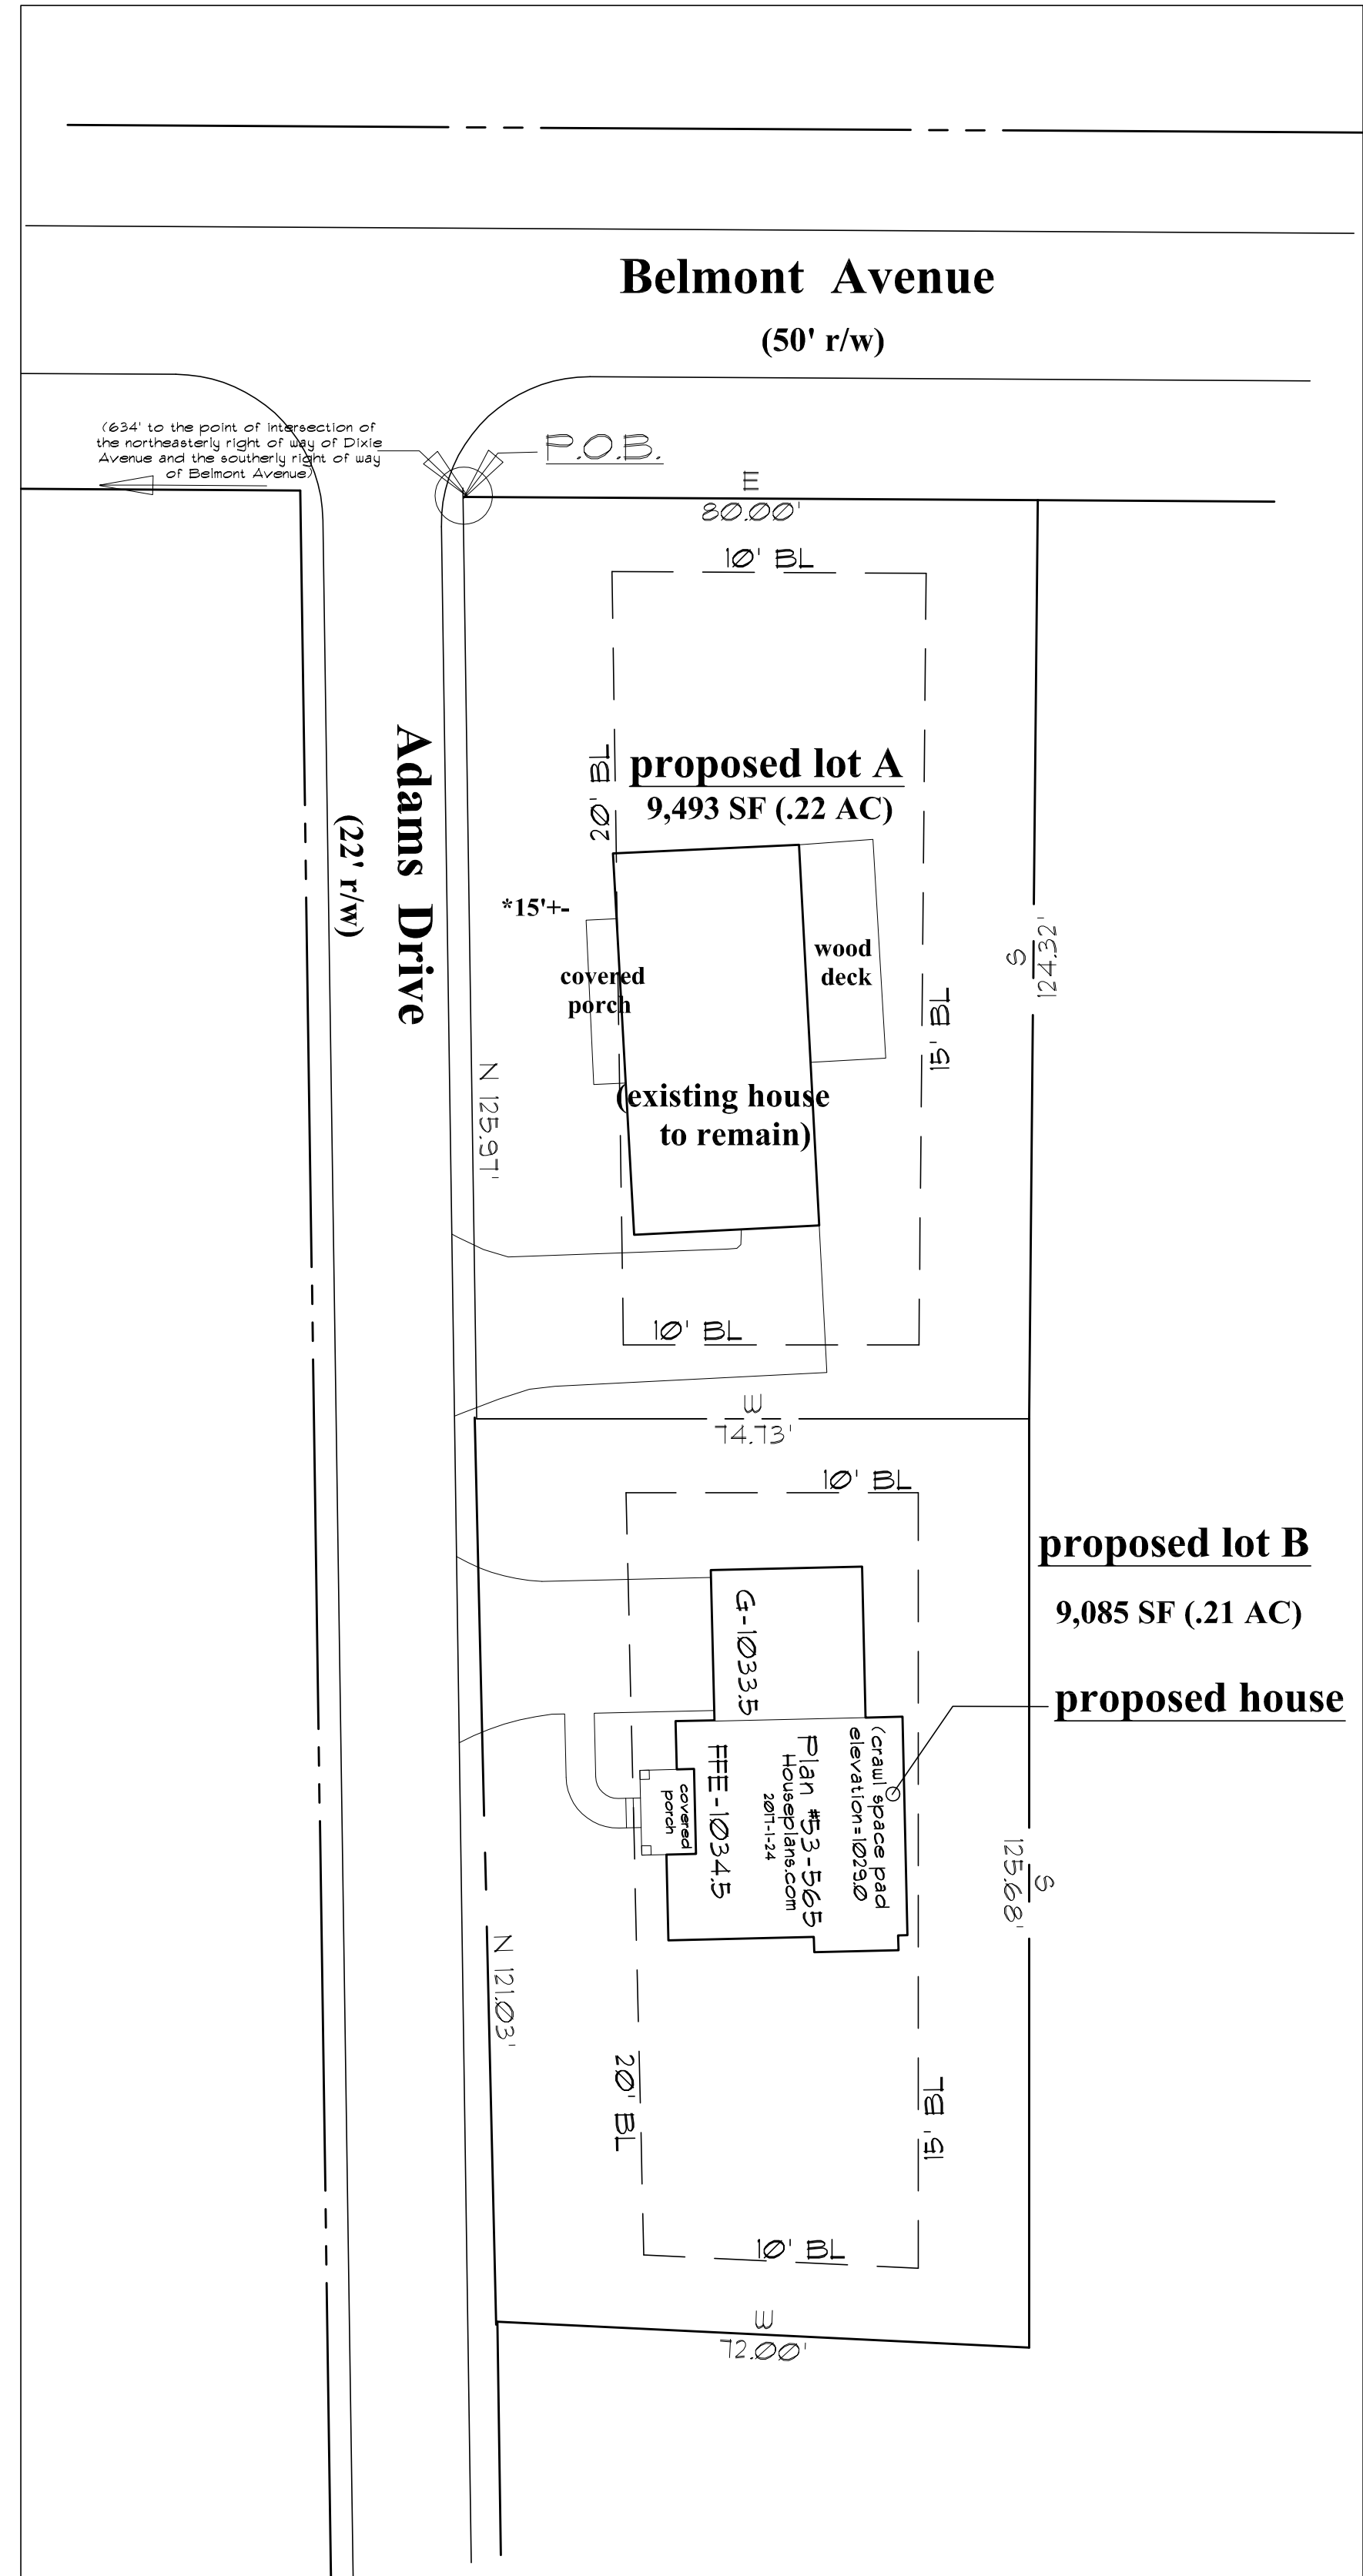 Belmont Avenue
(50' r/w)
(634' to the point of intersection of
the northeasterly right of way of Dixie
Avenue and the southerly right of way
of Belmont Avenue)
P.O.B.
E
80.00'
10' BL
Adams Drive
(22' r/w)
20' BL
proposed lot A
9,493 SF (.22 AC)
*15'+-
covered
porch
wood
deck
S
124.32'
15' BL
N 125.97'
(existing house
to remain)
10' BL
W
74.73'
10' BL
proposed lot B
9,085 SF (.21 AC)
proposed house
G-1033.5
(crawl space pad
elevation=1029.0
Plan #53-565
Houseplans.com
2017-1-24
FFE-1034.5
covered
porch
S
125.68'
N 121.03'
20' BL
15' BL
10' BL
W
72.00'